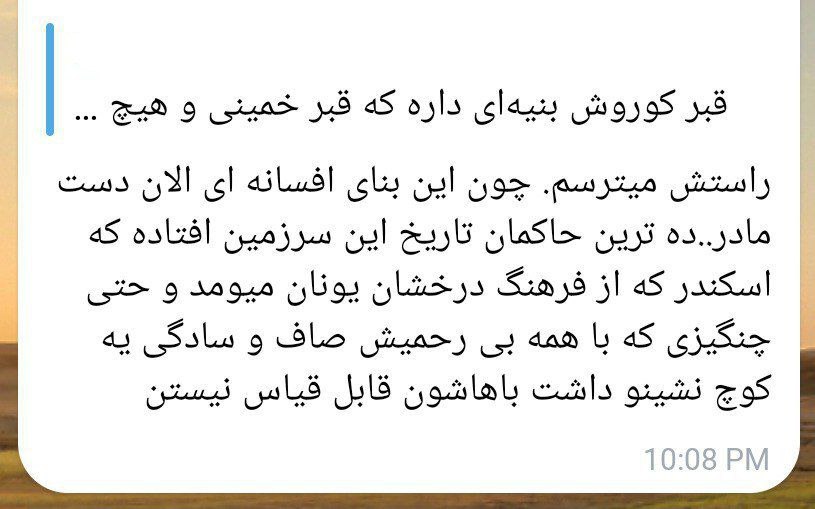 قبر کوروش بنیه‌ای داره که قبر خمینی و هیچ ...
راستش میترسم. چون این بنای افسانه ای الان دست
مادر..ده ترین حاکمان تاریخ این سرزمین افتاده که
اسکندر که از فرهنگ درخشان یونان میومد و حتی
چنگیزی که با همه بی رحمیش صاف و سادگی یه
کوچ نشینو داشت باهاشون قابل قیاس نیستن
10:08 PM